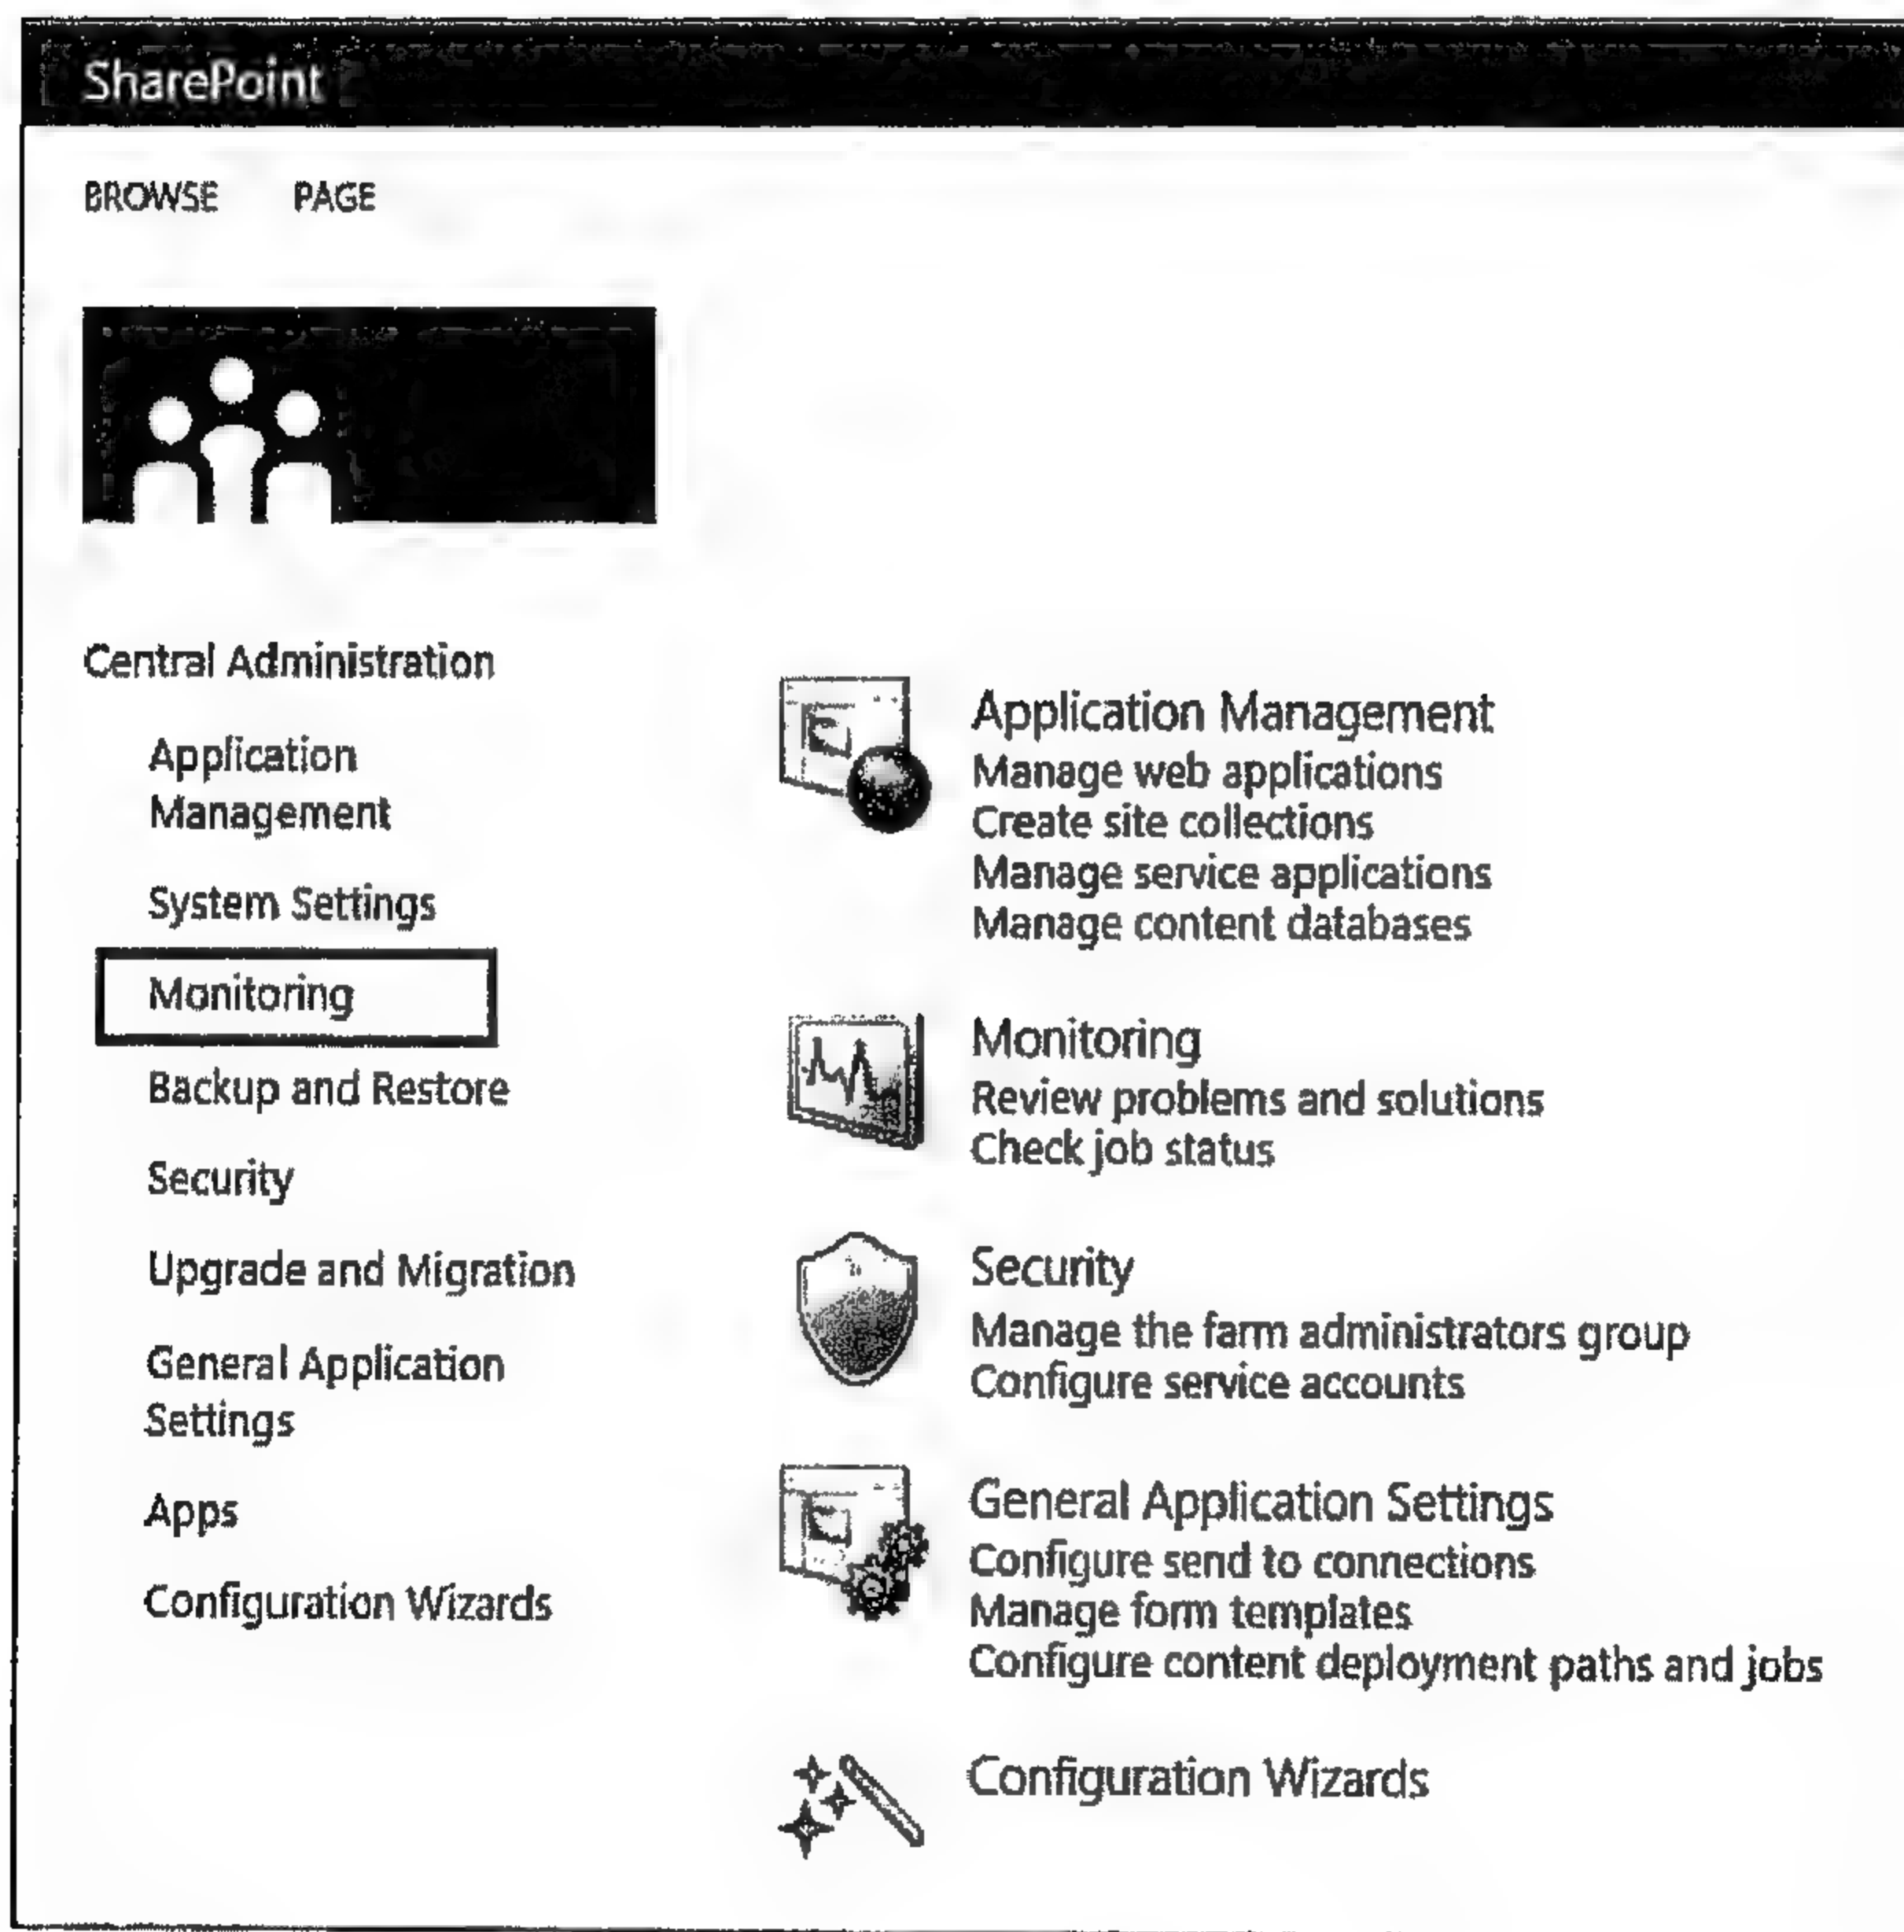 SharePoint
BROWSE PAGE
Central Administration
Application
Management
System Settings
Monitoring
Backup and Restore
Security
Upgrade and Migration
General Application
Settings
Apps
Configuration Wizards
Application Management
Manage web applications
Create site collections
Manage service applications
Manage content databases
Monitoring
Review problems and solutions
Check job status
Security
Manage the farm administrators group
Configure service accounts
General Application Settings
Configure send to connections
Manage form templates
Configure content deployment paths and jobs
Configuration Wizards